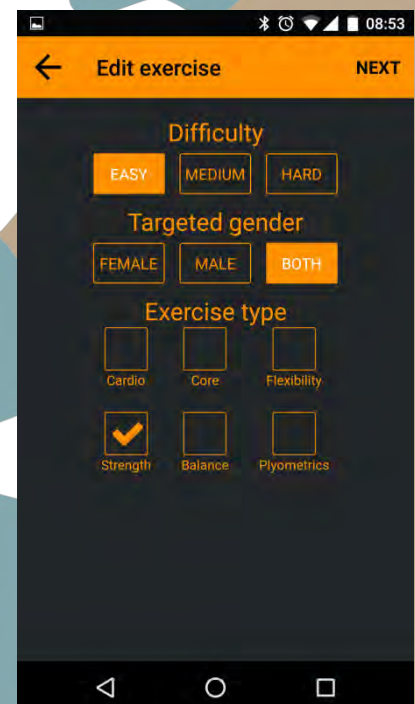 08:53
Edit exercise NEXT
Difficulty
EASY MEDIUM HARD
Targeted gender
FEMALE MALE BOTH
Exercise type
Cardio Core Flexibility
Strength Balance Plyometrics